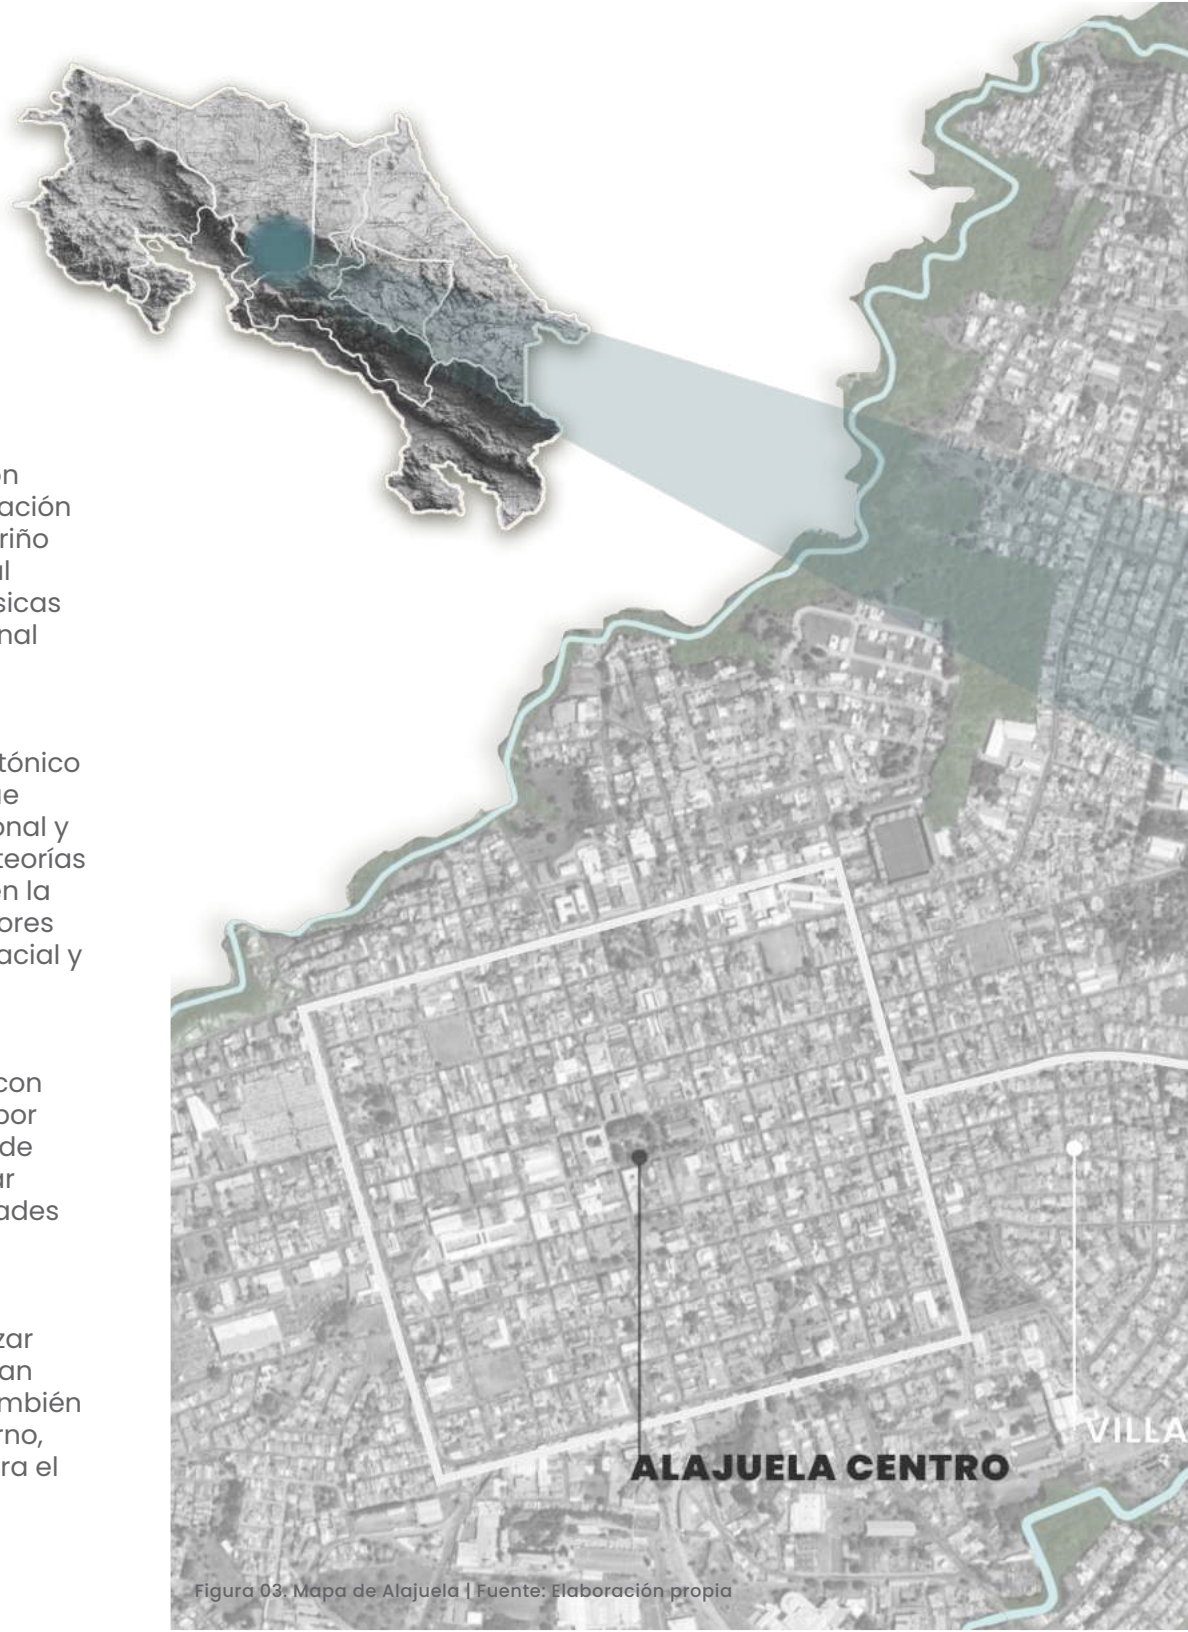 ón
ación
riño
al
sicas
nal
tónico
ue
onal y
teorías
en la
ores
acial y
con
por
de
ar
ades
zar
an
mbién
rno,
ra el
VILLA
ALAJUELA CENTRO
Figura 03. Mapa de Alajuela | Fuente: Elaboración propia